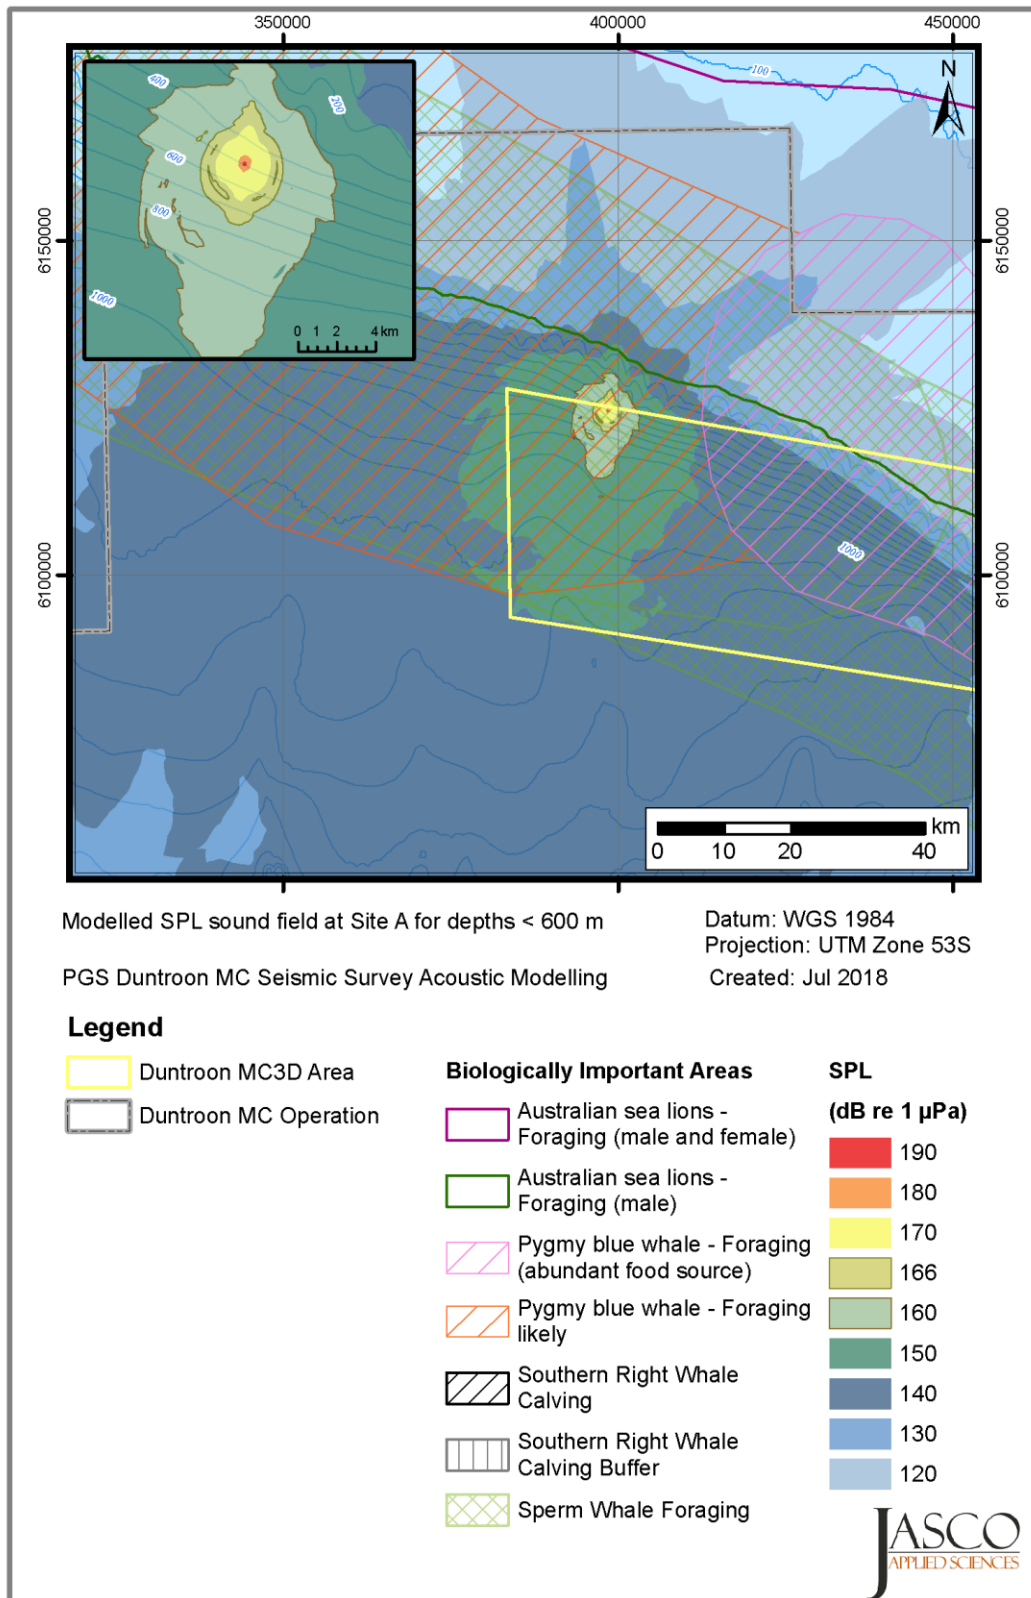 350000
400000
450000
100
N
400
200
600
800
1000
0 1 2 4 km
6150000
6150000
6100000
6100000
1000
km
0 10 20 40
Modelled SPL sound field at Site A for depths < 600 m
PGS Duntroon MC Seismic Survey Acoustic Modelling
Datum: WGS 1984
Projection: UTM Zone 53S
Created: Jul 2018
Legend
Duntroon MC3D Area
Duntroon MC Operation
Biologically Important Areas
Australian sea lions -
Foraging (male and female)
Australian sea lions -
Foraging (male)
Pygmy blue whale - Foraging
(abundant food source)
Pygmy blue whale - Foraging
likely
Southern Right Whale
Calving
Southern Right Whale
Calving Buffer
Sperm Whale Foraging
SPL
(dB re 1 µPa)
190
180
170
166
160
150
140
130
120
JASCO
APPLIED SCIENCES